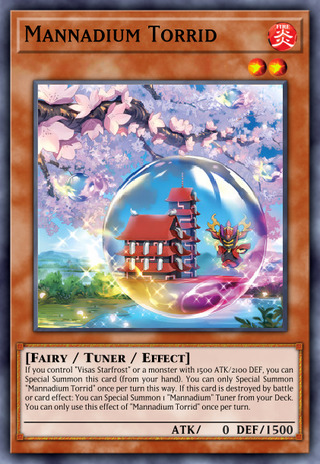 Mannadium Torrid
FIRE
炎
[Fairy / Tuner / Effect]
If you control "Visas Starfrost" or a monster with 1500 ATK/2100 DEF, you can
Special Summon this card (from your hand). You can only Special Summon
"Mannadium Torrid" once per turn this way. If this card is destroyed by battle
or card effect: You can Special Summon 1 "Mannadium" Tuner from your Deck.
You can only use this effect of "Mannadium Torrid" once per turn.
ATK/ 0 DEF/1500